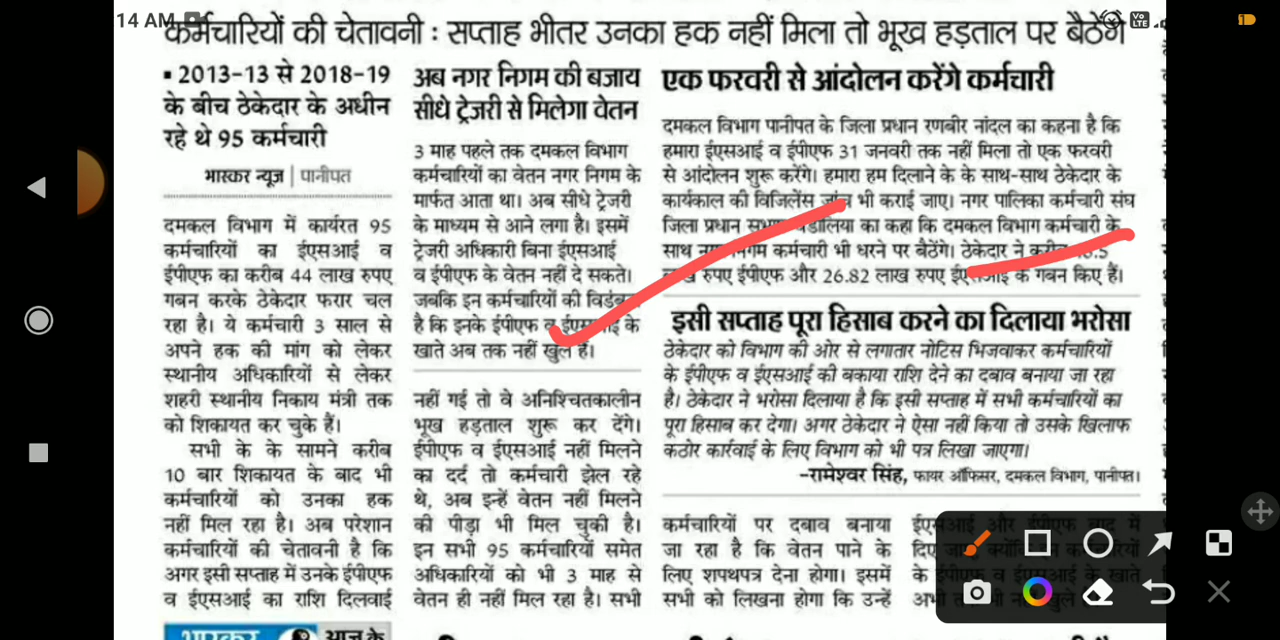 14 AM
VO LTE
कर्मचारियों की चेतावनी : सप्ताह भीतर उनका हक नहीं मिला तो भूख हड़ताल पर बैठेंगे
▪ 2013-13 से 2018-19
के बीच ठेकेदार के अधीन
रहे थे 95 कर्मचारी
भास्कर न्यूज | पानीपत
दमकल विभाग में कार्यरत 95
कर्मचारियों का ईएसआई व
ईपीएफ का करीब 44 लाख रुपए
गबन करके ठेकेदार फरार चल
रहा है। ये कर्मचारी 3 साल से
अपने हक की मांग को लेकर
स्थानीय अधिकारियों से लेकर
शहरी स्थानीय निकाय मंत्री तक
को शिकायत कर चुके हैं।
सभी के के सामने करीब
10 बार शिकायत के बाद भी
कर्मचारियों को उनका हक
नहीं मिल रहा है। अब परेशान
कर्मचारियों की चेतावनी है कि
अगर इसी सप्ताह में उनके ईपीएफ
व ईएसआई का राशि दिलवाई
भास्कर
आज के
अब नगर निगम की बजाय
सीधे ट्रेजरी से मिलेगा वेतन
3 माह पहले तक दमकल विभाग
कर्मचारियों का वेतन नगर निगम के
मार्फत आता था। अब सीधे ट्रेजरी
के माध्यम से आने लगा है। इसमें
ट्रेजरी अधिकारी बिना ईएसआई
व ईपीएफ के वेतन नहीं दे सकते।
जबकि इन कर्मचारियों की
है कि इनके ईपीएफ व ईएसआई के
खाते अब तक नहीं खुले हैं।
नहीं गई तो वे अनिश्चितकालीन
भूख हड़ताल शुरू कर देंगे।
ईपीएफ व ईएसआई नहीं मिलने
का दर्द तो कर्मचारी झेल रहे
थे, अब इन्हें वेतन नहीं मिलने
की पीड़ा भी मिल चुकी है।
इन सभी 95 कर्मचारियों समेत
अधिकारियों को भी 3 माह से
वेतन ही नहीं मिल रहा है। सभी
एक फरवरी से आंदोलन करेंगे कर्मचारी
दमकल विभाग पानीपत के जिला प्रधान रणबीर नांदल का कहना है कि
हमारा ईएसआई व ईपीएफ 31 जनवरी तक नहीं मिला तो एक फरवरी
से आंदोलन शुरू करेंगे। हमारा हम दिलाने के के साथ-साथ ठेकेदार के
कार्यकाल की विजिलेंस जांच भी कराई जाए। नगर पालिका कर्मचारी संघ
जिला प्रधान का कहा कि दमकल विभाग कर्मचारी के
साथ नगर निगम कर्मचारी भी धरने पर बैठेंगे। ठेकेदार ने करीब
लाख रुपए ईपीएफ और 26.82 लाख रुपए ईएसआई के गबन किए हैं।
इसी सप्ताह पूरा हिसाब करने का दिलाया भरोसा
ठेकेदार को विभाग की ओर से लगातार नोटिस भिजवाकर कर्मचारियों
के ईपीएफ व ईएसआई की बकाया राशि देने का दबाव बनाया जा रहा
है। ठेकेदार ने भरोसा दिलाया है कि इसी सप्ताह में सभी कर्मचारियों का
पूरा हिसाब कर देगा। अगर ठेकेदार ने ऐसा नहीं किया तो उसके खिलाफ
कठोर कार्रवाई के लिए विभाग को भी पत्र लिखा जाएगा।
-रामेश्वर सिंह, फायर ऑफिसर, दमकल विभाग, पानीपत।
कर्मचारियों पर दबाव बनाया
जा रहा है कि वेतन पाने के
लिए शपथपत्र देना होगा। इसमें
सभी को लिखना होगा कि उन्हें